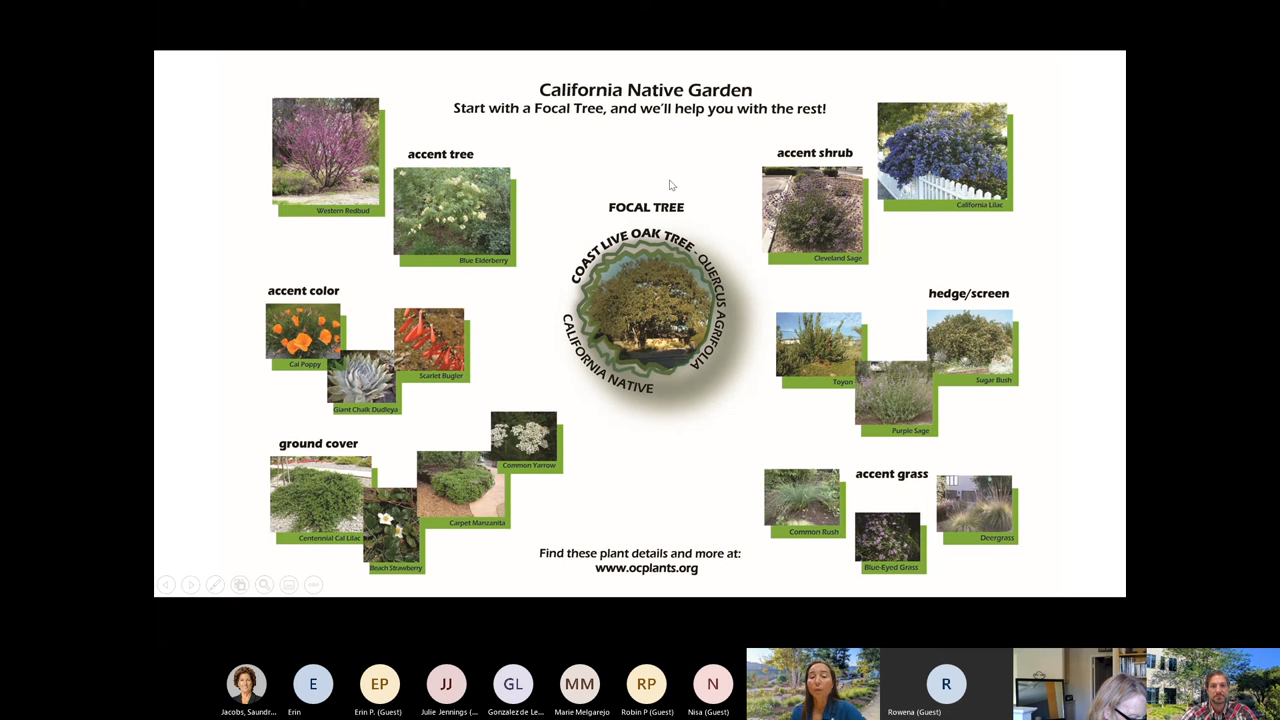 California Native Garden
Start with a Focal Tree, and we'll help you with the rest!
Western Redbud
accent tree
Blue Elderberry
accent shrub
Cleveland Sage
California Lilac
FOCAL TREE
COAST LIVE OAK TREE - QUERCUS AGRIFOLIA
CALIFORNIA NATIVE
accent color
Cal Poppy
Giant Chalk Dudleya
Scarlet Bugler
hedge/screen
Toyon
Purple Sage
Sugar Bush
ground cover
Centennial Cal Lilac
Beach Strawberry
Carpet Manzanita
Common Yarrow
accent grass
Common Rush
Blue-Eyed Grass
Deergrass
Find these plant details and more at:
www.ocplants.org
Jacobs, Saundr...
E
Erin
EP
Erin P. (Guest)
JJ
Julie Jennings (...
GL
Gonzalez de Le...
MM
Marie Melgarejo
RP
Robin P (Guest)
N
Nisa (Guest)
R
Rowena (Guest)